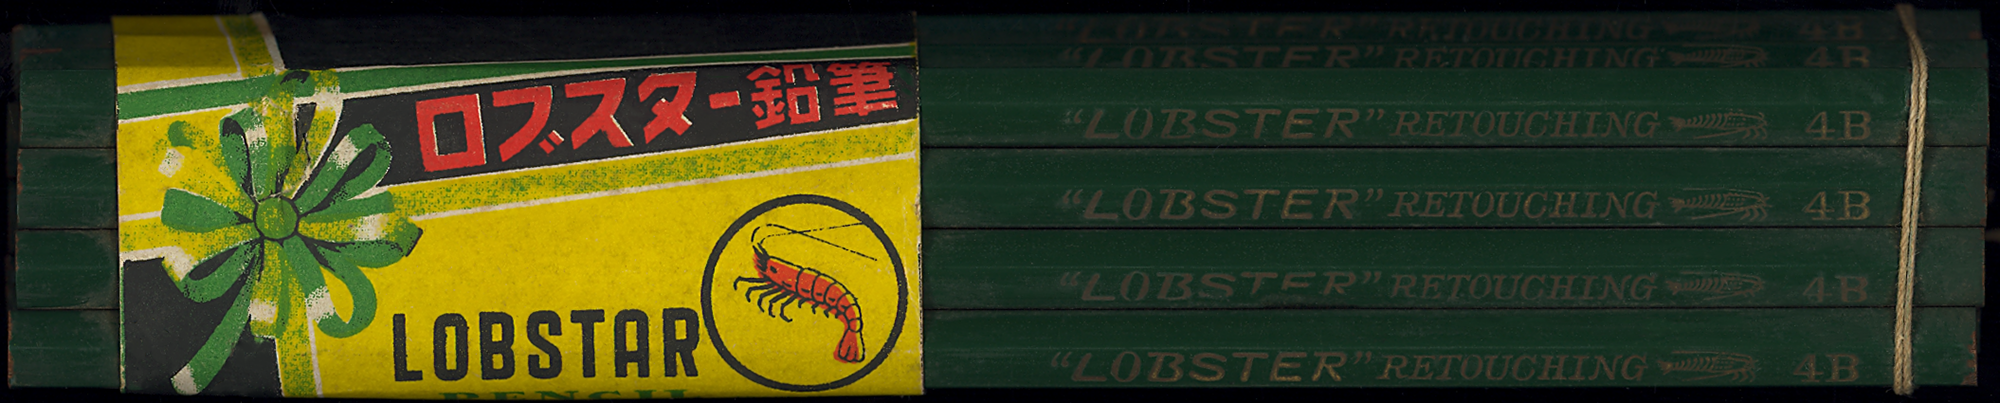 ロブスター鉛筆
LOBSTAR
PENCIL
"LOBSTER" RETOUCHING 4B
"LOBSTER" RETOUCHING 4B
"LOBSTER" RETOUCHING 4B
"LOBSTER" RETOUCHING 4B
"LOBSTER" RETOUCHING 4B
"LOBSTER" RETOUCHING 4B